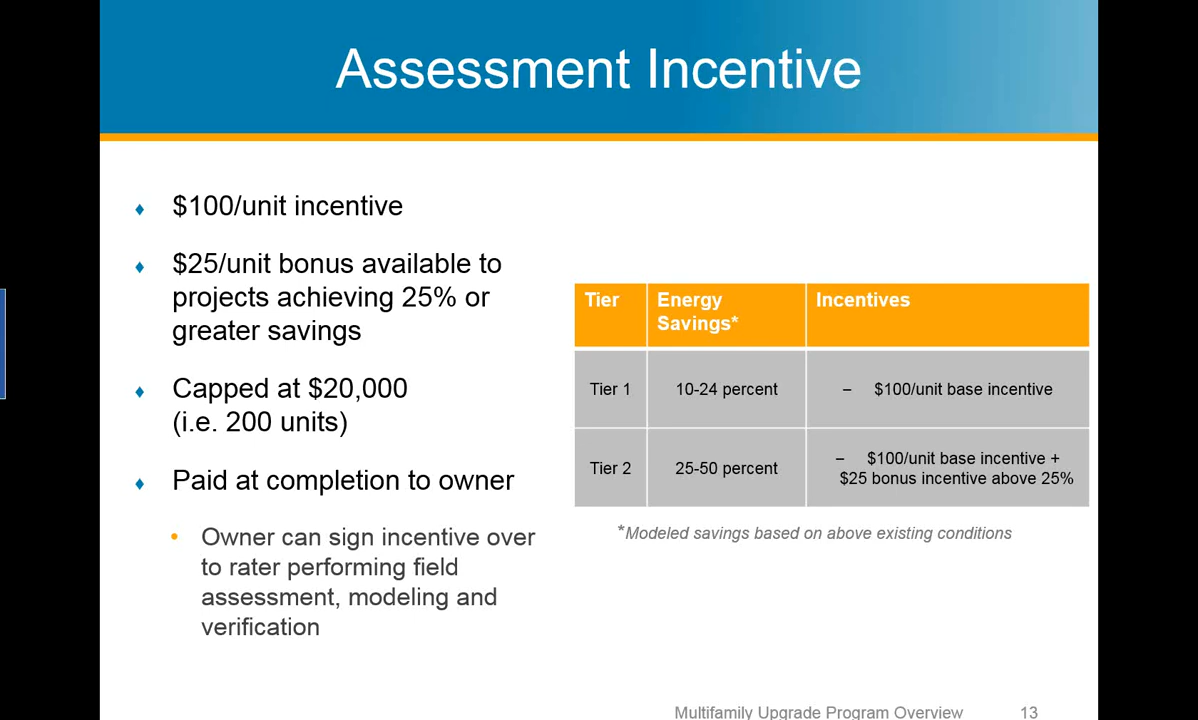 Assessment Incentive
♦ $100/unit incentive
♦ $25/unit bonus available to
projects achieving 25% or
greater savings
♦ Capped at $20,000
(i.e. 200 units)
♦ Paid at completion to owner
• Owner can sign incentive over
to rater performing field
assessment, modeling and
verification
Tier Energy Incentives
Savings*
Tier 1 10-24 percent – $100/unit base incentive
Tier 2 25-50 percent – $100/unit base incentive +
$25 bonus incentive above 25%
*Modeled savings based on above existing conditions
Multifamily Upgrade Program Overview 13